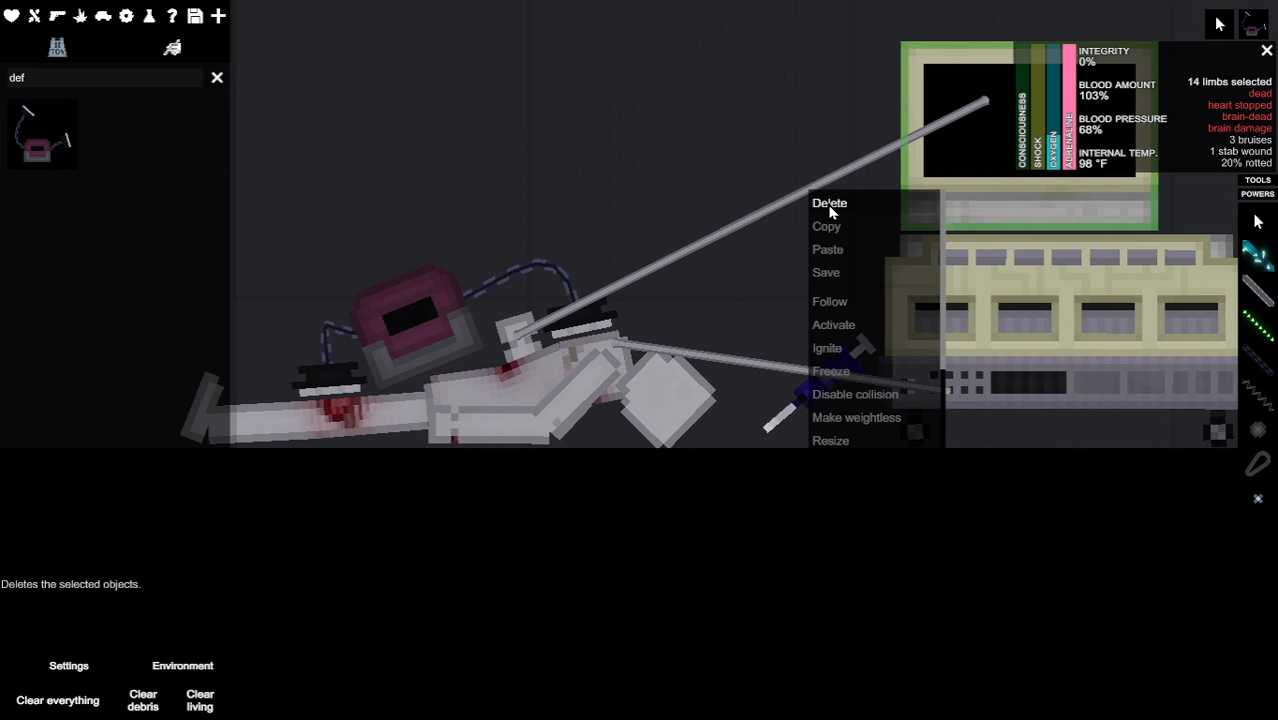 def
INTEGRITY
0%
BLOOD AMOUNT
103%
BLOOD PRESSURE
68%
INTERNAL TEMP.
98 °F
CONSCIOUSNESS
SHOCK
OXYGEN
ADRENALINE
14 limbs selected
dead
heart stopped
brain-dead
brain damage
3 bruises
1 stab wound
20% rotted
TOOLS
POWERS
Delete
Copy
Paste
Save
Follow
Activate
Ignite
Freeze
Disable collision
Make weightless
Resize
Deletes the selected objects.
Settings
Environment
Clear everything
Clear
debris
Clear
living